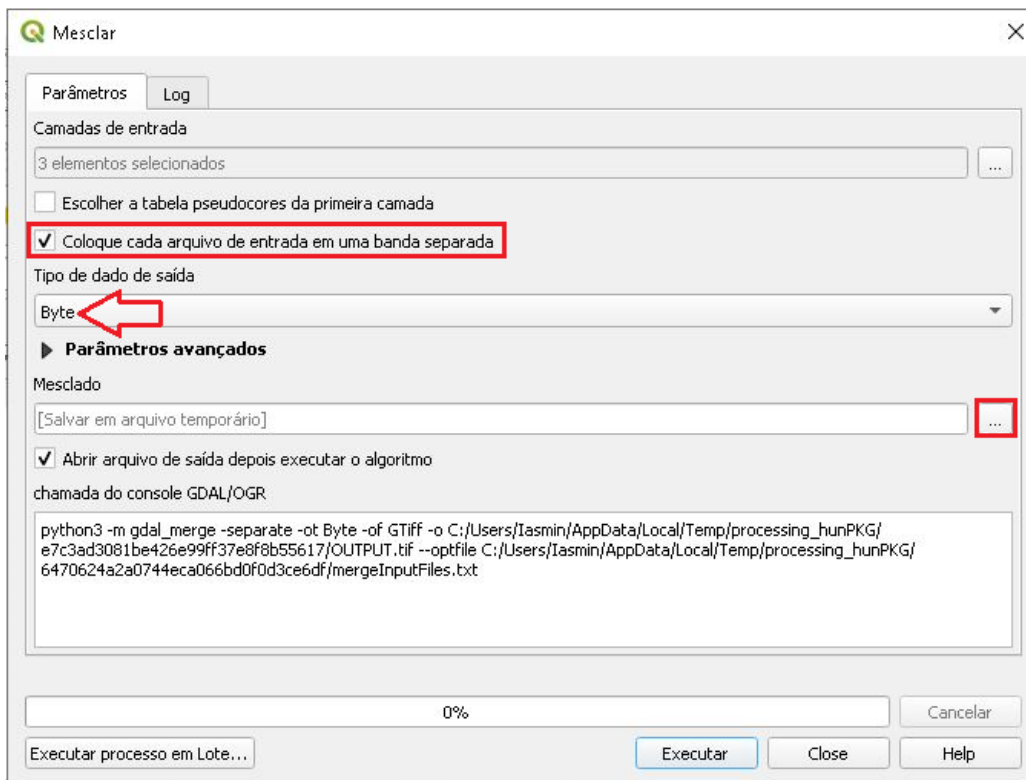 Mesclar
Parâmetros
Log
Camadas de entrada
3 elementos selecionados
...
Escolher a tabela pseudocores da primeira camada
Coloque cada arquivo de entrada em uma banda separada
Tipo de dado de saída
Byte
Parâmetros avançados
Mesclado
[Salvar em arquivo temporário]
...
Abrir arquivo de saída depois executar o algoritmo
chamada do console GDAL/OGR
python3 -m gdal_merge -separate -ot Byte -of GTiff -o C:/Users/Iasmin/AppData/Local/Temp/processing_hunPKG/
e7c3ad3081be426e99ff37e8f8b55617/OUTPUT.tif --optfile C:/Users/Iasmin/AppData/Local/Temp/processing_hunPKG/
6470624a2a0744eca066bd0f0d3ce6df/mergeInputFiles.txt
0%
Cancelar
Executar processo em Lote...
Executar
Close
Help